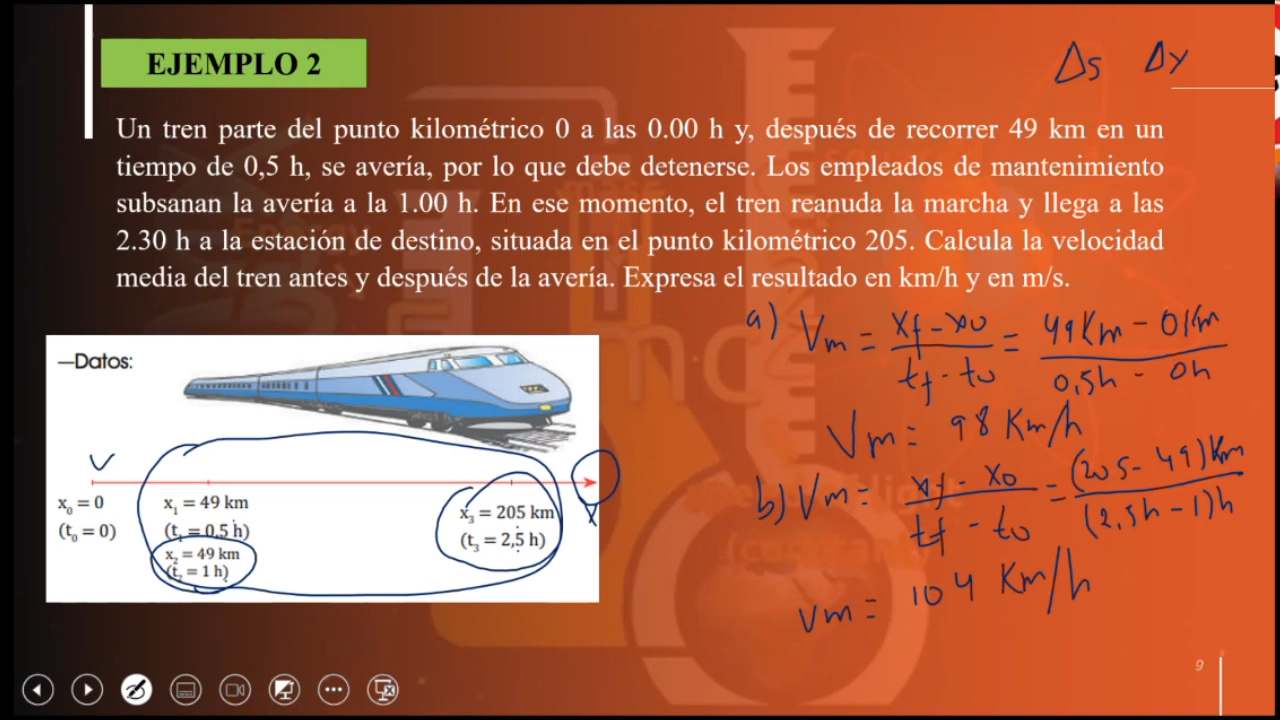 EJEMPLO 2
Δs Δy
Un tren parte del punto kilométrico 0 a las 0.00 h y, después de recorrer 49 km en un
tiempo de 0,5 h, se avería, por lo que debe detenerse. Los empleados de mantenimiento
subsanan la avería a la 1.00 h. En ese momento, el tren reanuda la marcha y llega a las
2.30 h a la estación de destino, situada en el punto kilométrico 205. Calcula la velocidad
media del tren antes y después de la avería. Expresa el resultado en km/h y en m/s.
—Datos:
x₀ = 0
(t₀ = 0)
x₁ = 49 km
(t₁ = 0,5 h)
x₂ = 49 km
(t₂ = 1 h)
x₃ = 205 km
(t₃ = 2,5 h)
a) Vm = xf - x0 / tf - t0 = 49 Km - 0 Km / 0,5h - 0h
Vm = 98 Km/h
b) Vm = xf - x0 / tf - t0 = (205 - 49) Km / (2,5h - 1)h
Vm = 104 Km/h
9